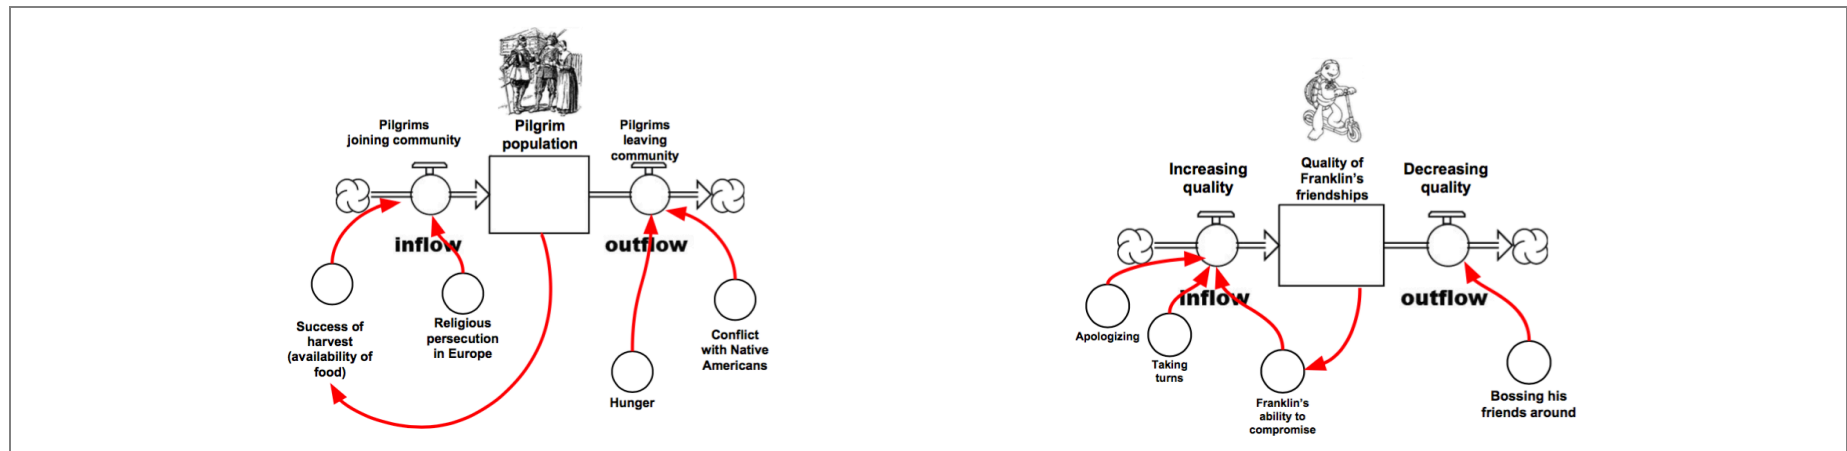 Pilgrims
joining community
Pilgrim
population
Pilgrims
leaving
community
inflow
outflow
Success of
harvest
(availability of
food)
Religious
persecution
in Europe
Hunger
Conflict
with Native
Americans
Increasing
quality
Quality of
Franklin's
friendships
Decreasing
quality
inflow
outflow
Apologizing
Taking
turns
Franklin's
ability to
compromise
Bossing his
friends around